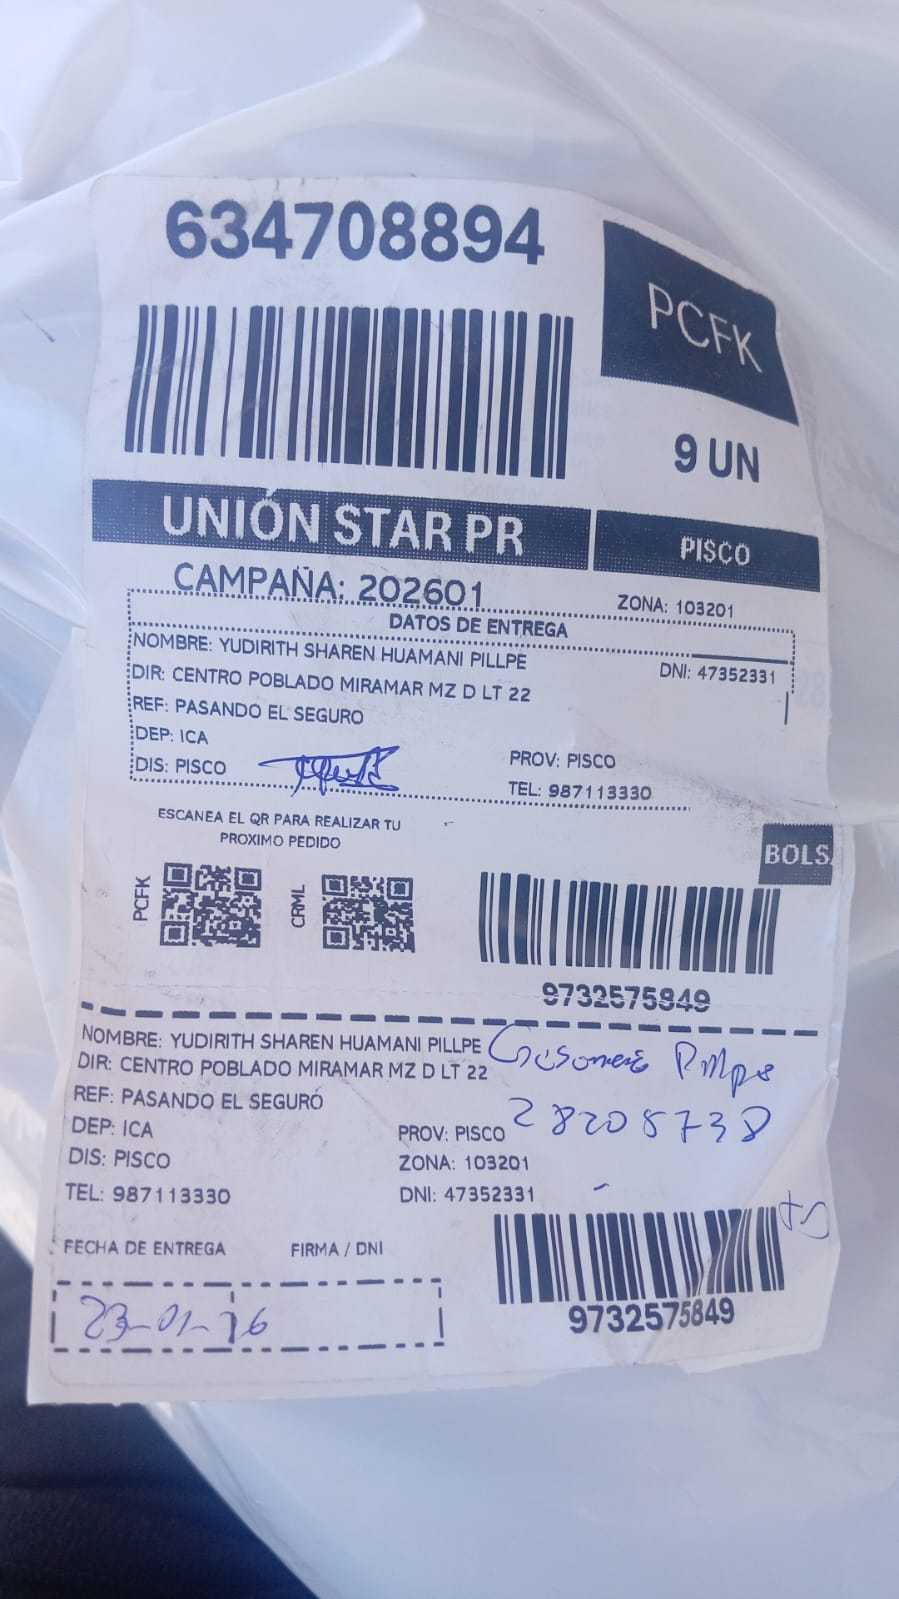 634708894
PCFK
9 UN
UNIÓN STAR PR
PISCO
CAMPAÑA: 202601
ZONA: 103201
DATOS DE ENTREGA
NOMBRE: YUDIRITH SHAREN HUAMANI PILLPE
DNI: 47352331
DIR: CENTRO POBLADO MIRAMAR MZ D LT 22
REF: PASANDO EL SEGURO
DEP: ICA
PROV: PISCO
DIS: PISCO
TEL: 987113330
ESCANEA EL QR PARA REALIZAR TU
PROXIMO PEDIDO
BOLSA
PCFK
CRML
9732575849
NOMBRE: YUDIRITH SHAREN HUAMANI PILLPE
DIR: CENTRO POBLADO MIRAMAR MZ D LT 22
Pillpe
REF: PASANDO EL SEGURO
28205738
DEP: ICA
PROV: PISCO
DIS: PISCO
ZONA: 103201
TEL: 987113330
DNI: 47352331
FECHA DE ENTREGA
FIRMA / DNI
23-01-26
9732575849